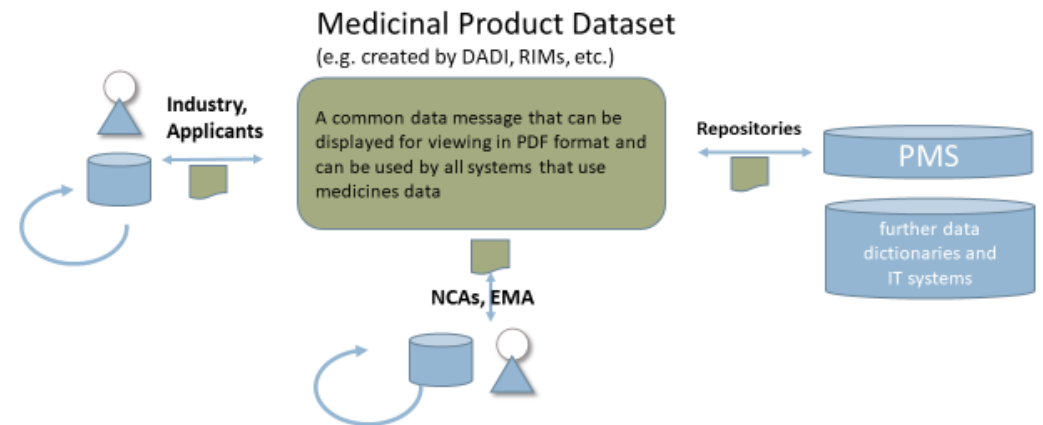 Medicinal Product Dataset
(e.g. created by DADI, RIMs, etc.)
Industry,
Applicants
A common data message that can be
displayed for viewing in PDF format and
can be used by all systems that use
medicines data
Repositories
PMS
further data
dictionaries and
IT systems
NCAs, EMA